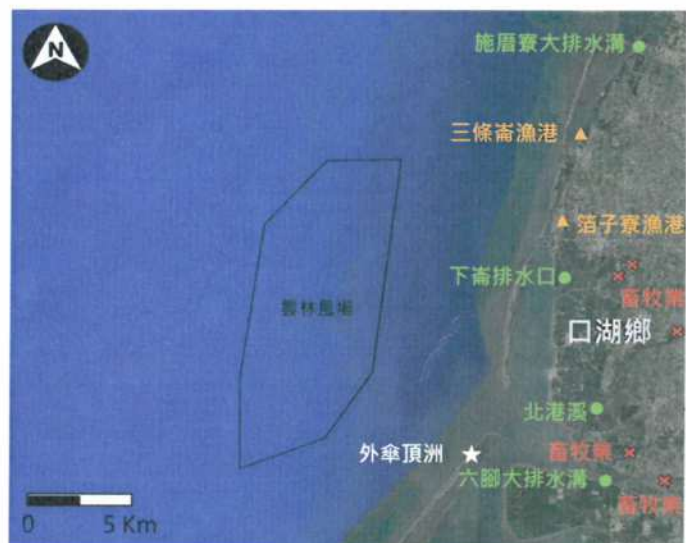 N
施厝寮大排水溝
三條崙漁港
箔子寮漁港
下崙排水口
畜牧業
雲林風場
口湖鄉
北港溪
外傘頂洲
畜牧業
六腳大排水溝
畜牧業
0 5 Km